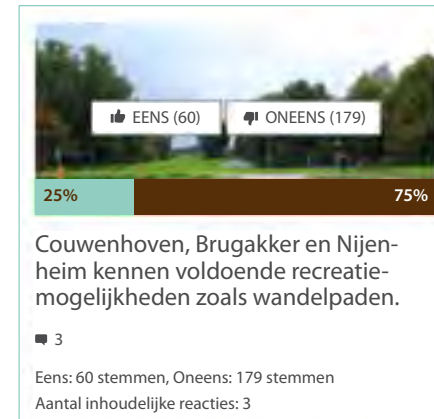 EENS (60) ONEENS (179)
25% 75%
Couwenhoven, Brugakker en Nijen-
heim kennen voldoende recreatie-
mogelijkheden zoals wandelpaden.
3
Eens: 60 stemmen, Oneens: 179 stemmen
Aantal inhoudelijke reacties: 3